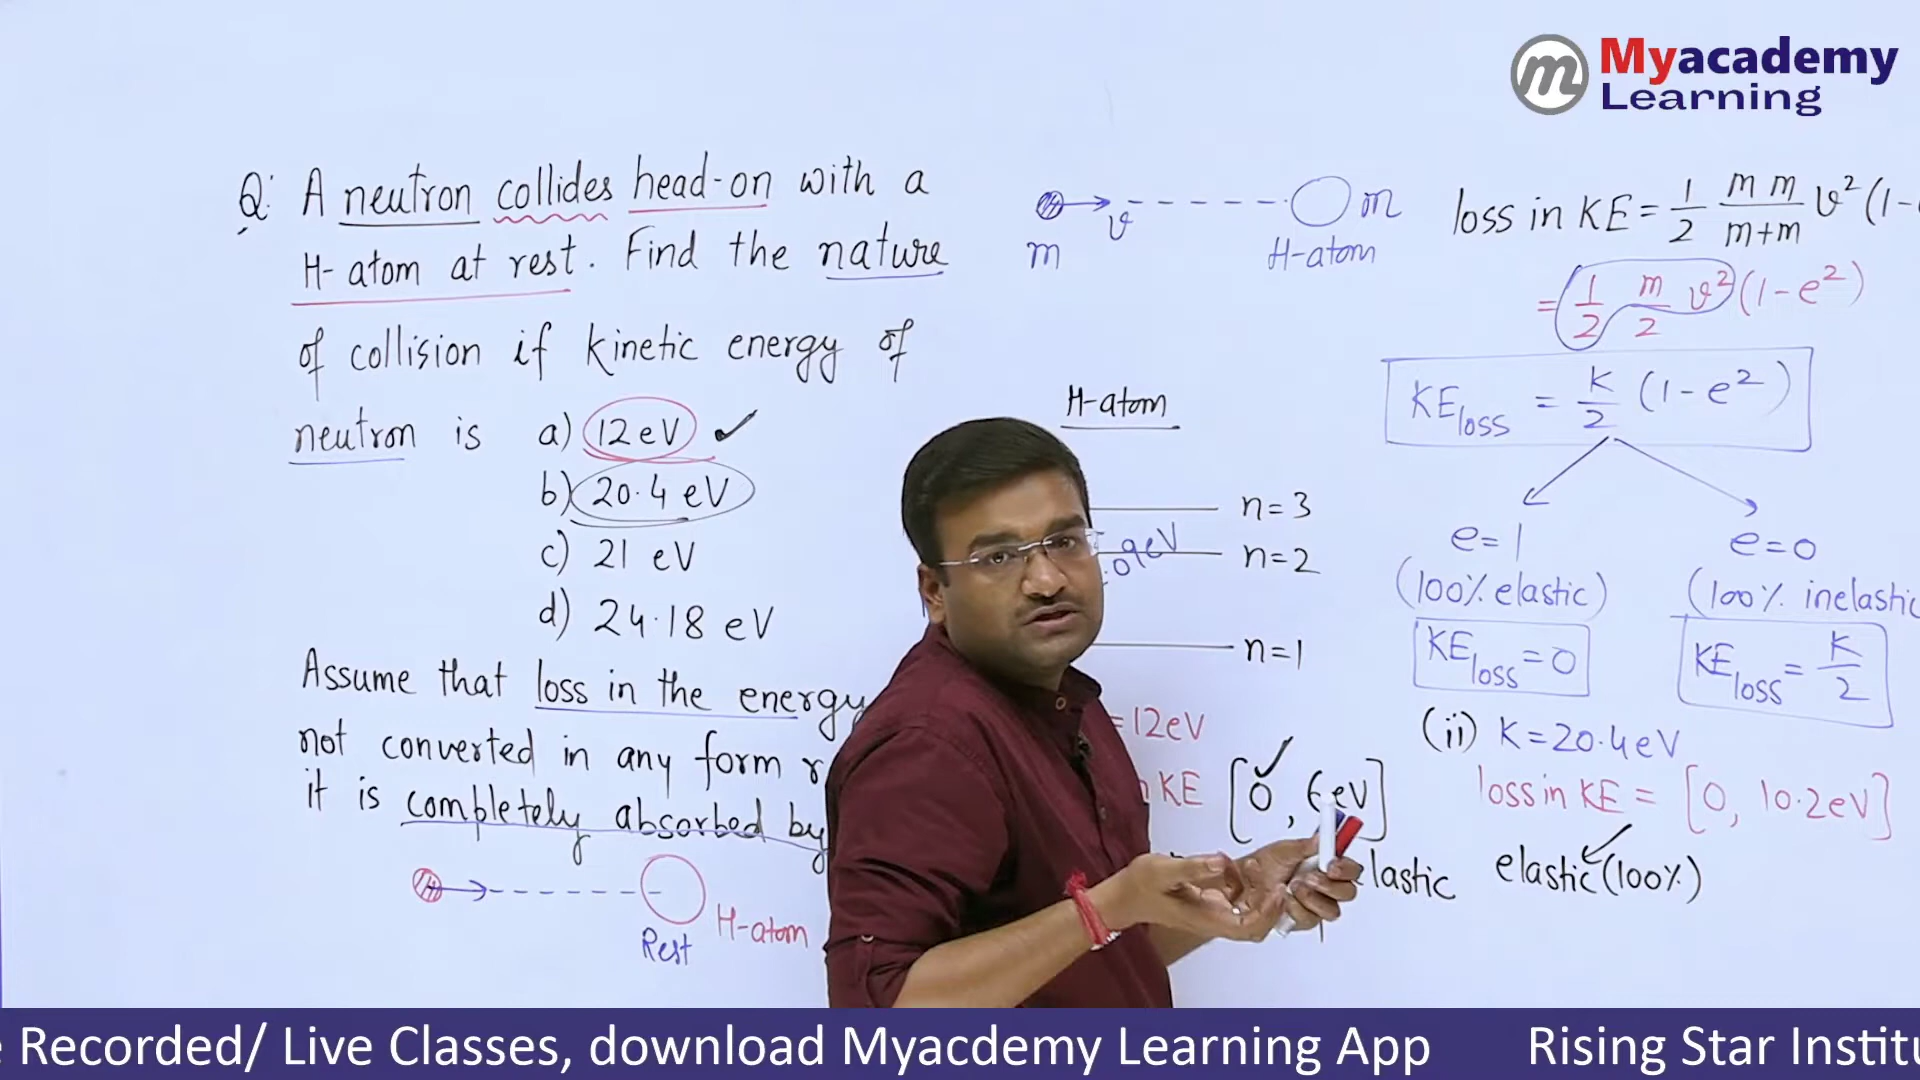 Myacademy
Learning
Q: A neutron collides head-on with a
H-atom at rest. Find the nature
of collision if kinetic energy of
neutron is a) 12eV ✓
b) 20.4 eV
c) 21 eV
d) 24.18 eV
Assume that loss in the energy
not converted in any form
it is completely absorbed by
H-atom
Rest
m
v
m
H-atom
H-atom
n=3
n=2
n=1
=12eV
KE [0, 6eV] ✓
lastic
loss in KE = 1/2 m m/m+m v² (1-
= 1/2 m/2 v² (1-e²)
KE loss = K/2 (1-e²)
e=1
(100% elastic)
KE loss = 0
e=0
(100% inelastic
KE loss = K/2
(ii) K=20.4eV
loss in KE = [0, 10.2eV]
elastic (100%)
Recorded/ Live Classes, download Myacdemy Learning App Rising Star Institu